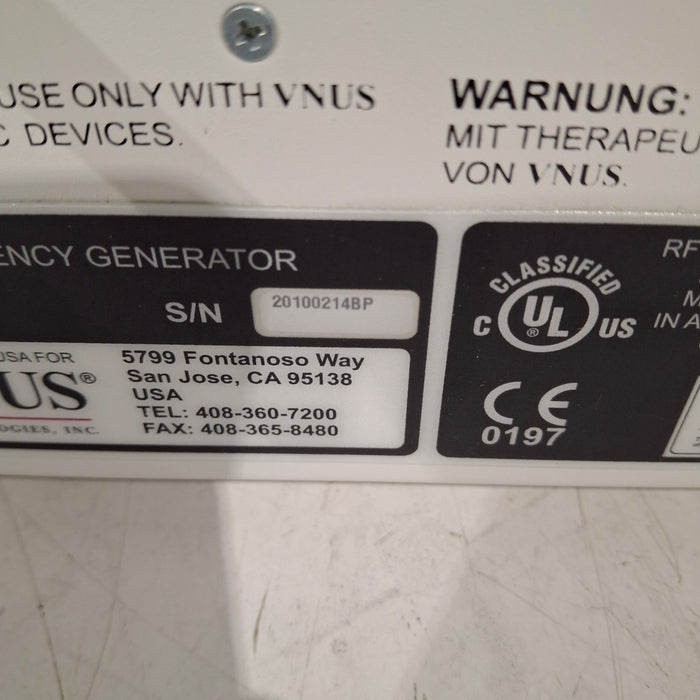 USE ONLY WITH VNUS
C DEVICES.
WARNUNG:
MIT THERAPEU
VON VNUS.
ENCY GENERATOR
S/N 20100214BP
USA FOR
US®
OGIES, INC.
5799 Fontanoso Way
San Jose, CA 95138
USA
TEL: 408-360-7200
FAX: 408-365-8480
CLASSIFIED
C UL® US
CE
0197
RF
M
IN A